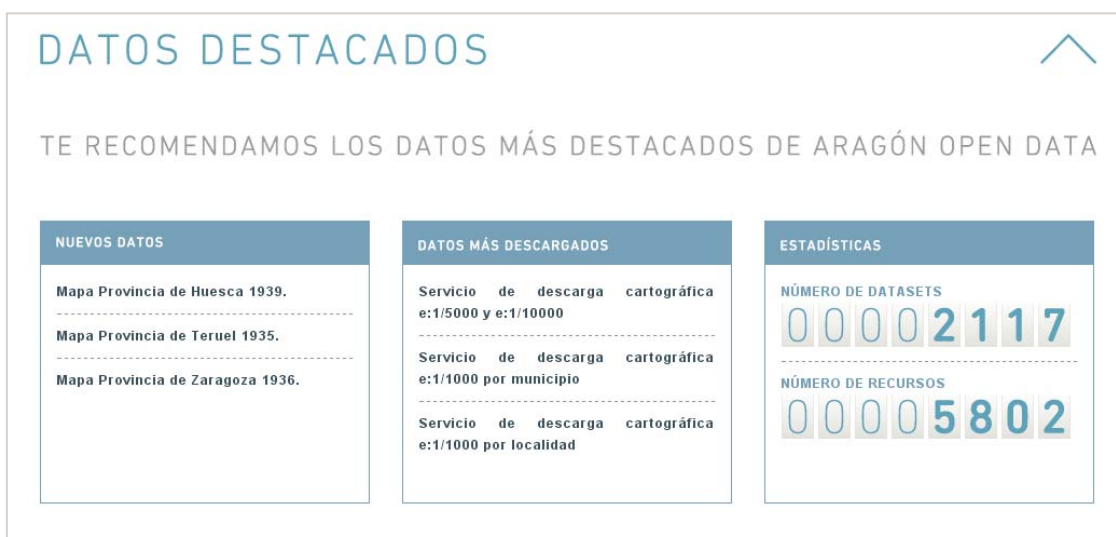 DATOS DESTACADOS
TE RECOMENDAMOS LOS DATOS MÁS DESTACADOS DE ARAGÓN OPEN DATA
NUEVOS DATOS
Mapa Provincia de Huesca 1939.
Mapa Provincia de Teruel 1935.
Mapa Provincia de Zaragoza 1936.
DATOS MÁS DESCARGADOS
Servicio de descarga cartográfica
e:1/5000 y e:1/10000
Servicio de descarga cartográfica
e:1/1000 por municipio
Servicio de descarga cartográfica
e:1/1000 por localidad
ESTADÍSTICAS
NÚMERO DE DATASETS
00002117
NÚMERO DE RECURSOS
00005802